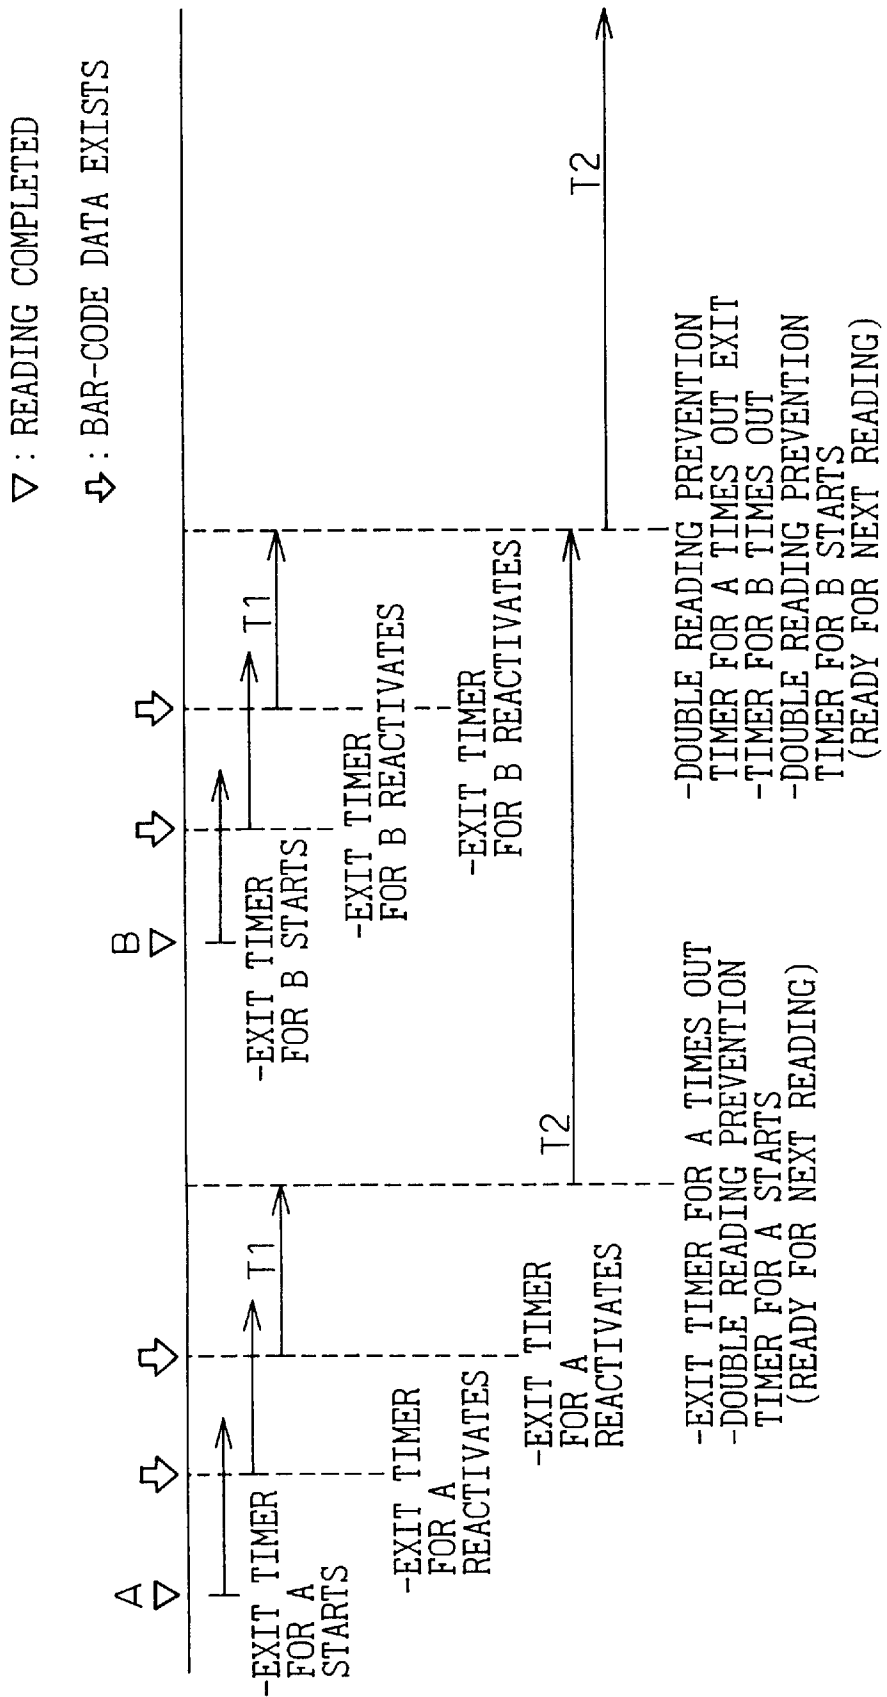 ▽: READING COMPLETED
⇩: BAR-CODE DATA EXISTS
A
-EXIT TIMER
FOR A
STARTS
-EXIT TIMER
FOR A
REACTIVATES
-EXIT TIMER
FOR A
REACTIVATES
T1
-EXIT TIMER FOR A TIMES OUT
-DOUBLE READING PREVENTION
TIMER FOR A STARTS
(READY FOR NEXT READING)
T2
B
-EXIT TIMER
FOR B STARTS
-EXIT TIMER
FOR B REACTIVATES
-EXIT TIMER
FOR B REACTIVATES
T1
-DOUBLE READING PREVENTION
TIMER FOR A TIMES OUT EXIT
-TIMER FOR B TIMES OUT
-DOUBLE READING PREVENTION
TIMER FOR B STARTS
(READY FOR NEXT READING)
T2